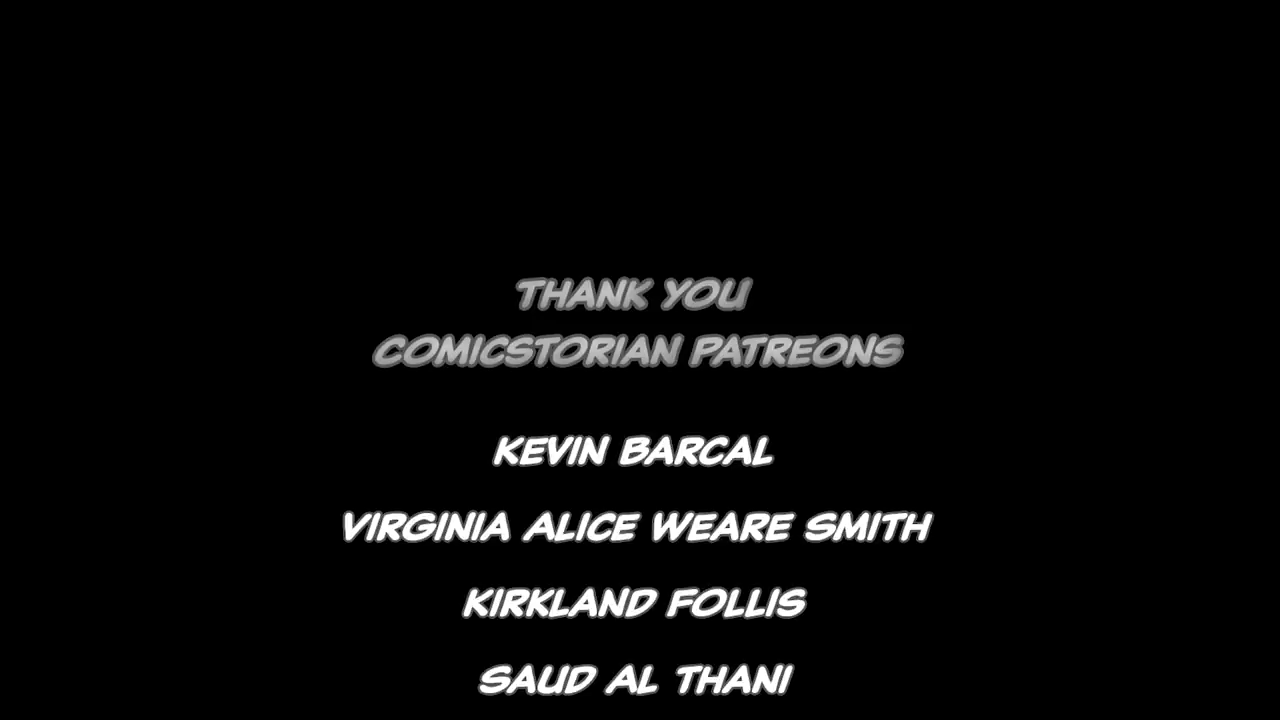 THANK YOU
COMICSTORIAN PATREONS
KEVIN BARCAL
VIRGINIA ALICE WEARE SMITH
KIRKLAND FOLLIS
SAUD AL THANI